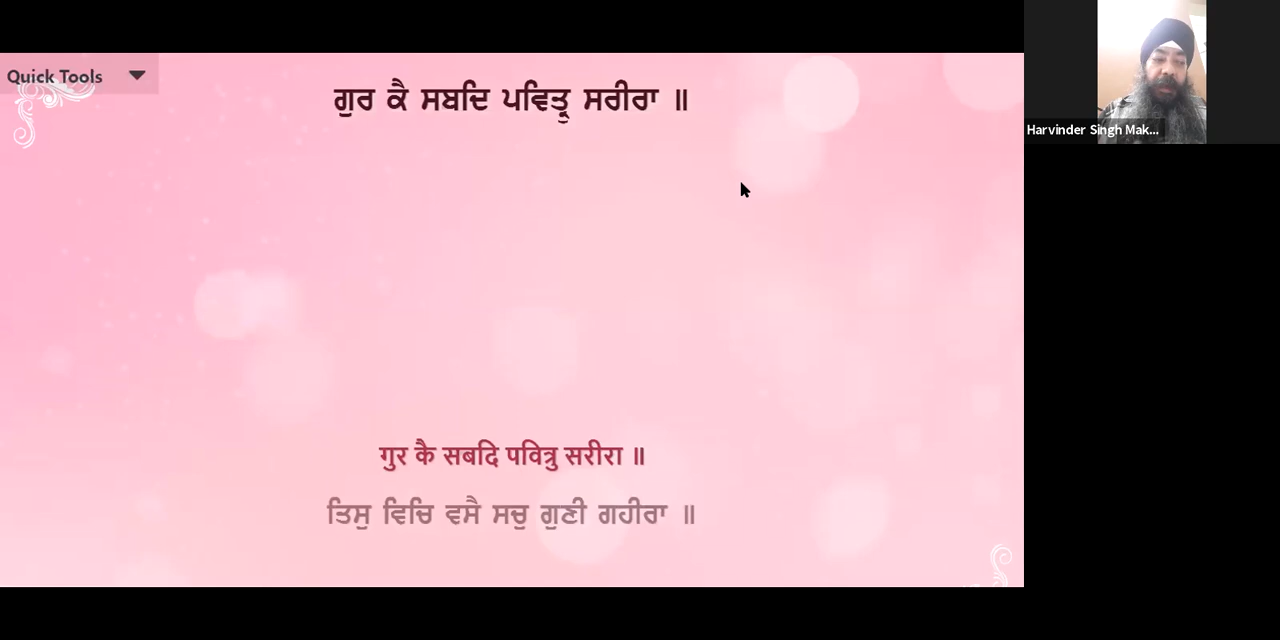 Quick Tools
ਗੁਰ ਕੈ ਸਬਦਿ ਪਵਿਤ੍ਰੁ ਸਰੀਰਾ ॥
Harvinder Singh Mak...
गुर कै सबदि पवित्रु सरीरा ॥
ਤਿਸੁ ਵਿਚਿ ਵਸੈ ਸਚੁ ਗੁਣੀ ਗਹੀਰਾ ॥